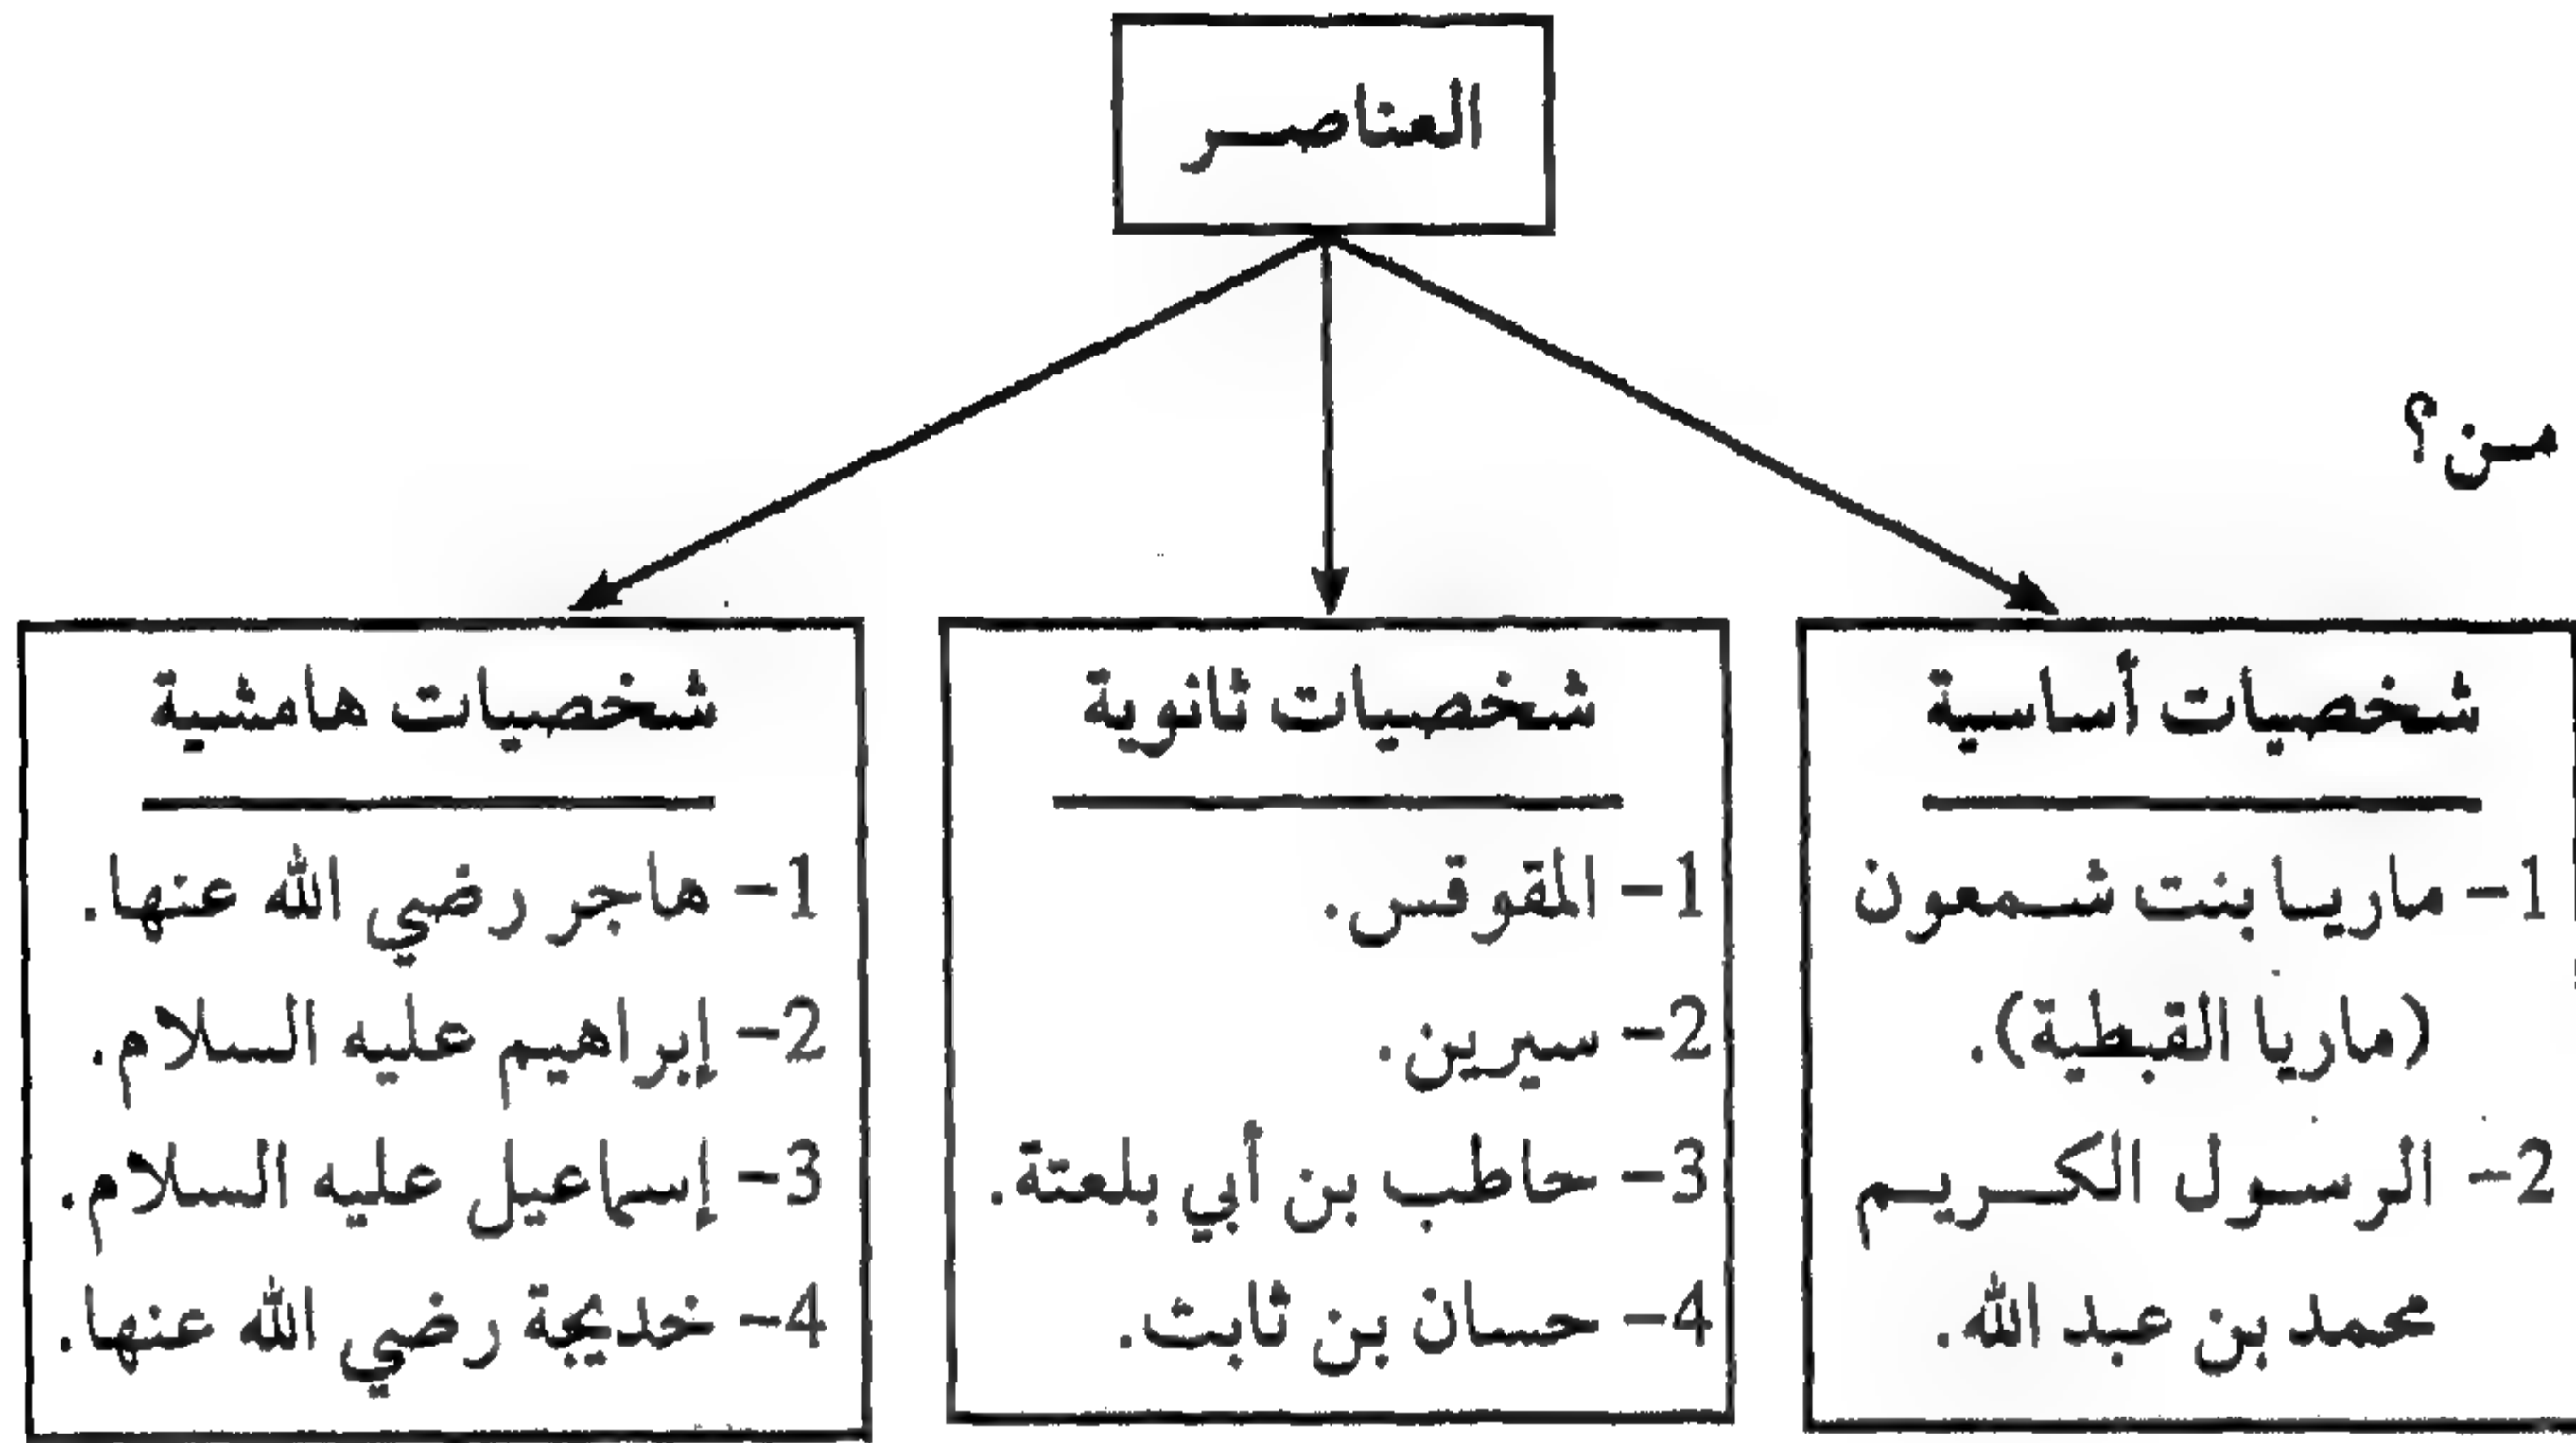 العناصر
من؟
شخصيات أساسية
1- ماريا بنت شمعون
(ماريا القبطية).
2- الرسول الكريم
محمد بن عبد الله.
شخصيات ثانوية
1- المقوقس.
2- سيرين.
3- حاطب بن أبي بلعتة.
4- حسان بن ثابت.
شخصيات هامشية
1- هاجر رضي الله عنها.
2- إبراهيم عليه السلام.
3- إسماعيل عليه السلام.
4- خديجة رضي الله عنها.